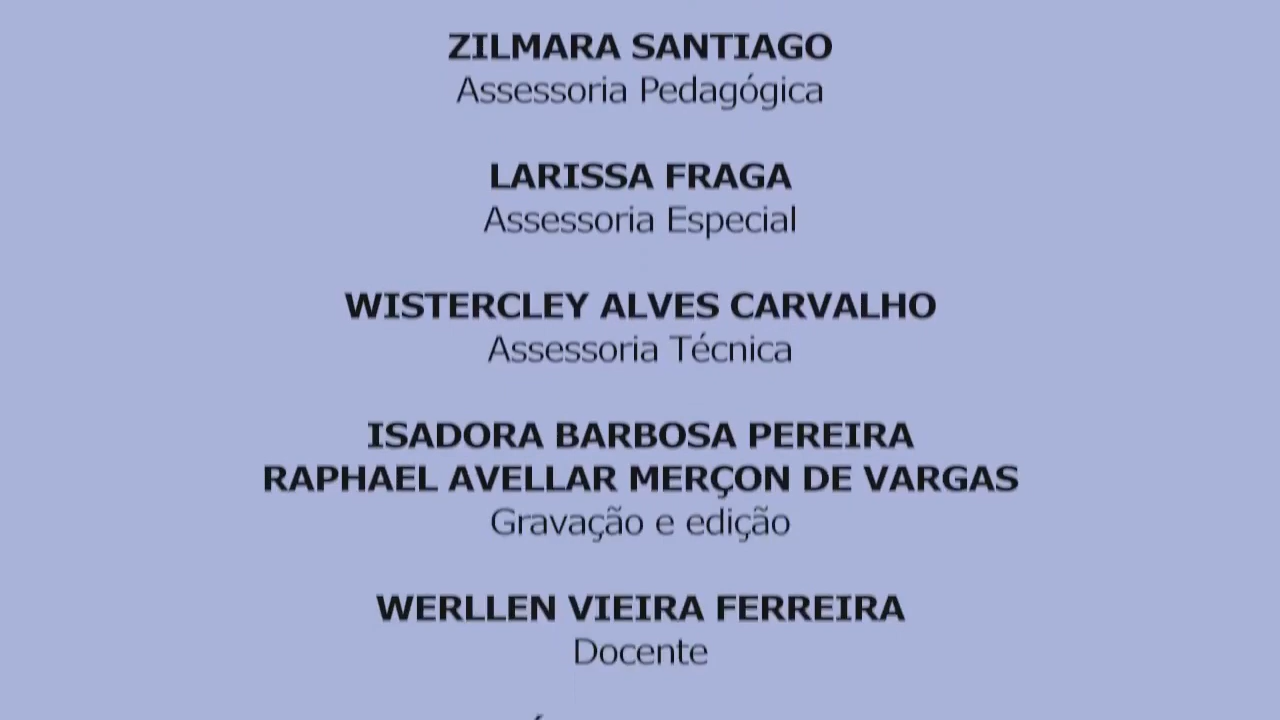 ZILMARA SANTIAGO
Assessoria Pedagógica
LARISSA FRAGA
Assessoria Especial
WISTERCLEY ALVES CARVALHO
Assessoria Técnica
ISADORA BARBOSA PEREIRA
RAPHAEL AVELLAR MERÇON DE VARGAS
Gravação e edição
WERLLEN VIEIRA FERREIRA
Docente